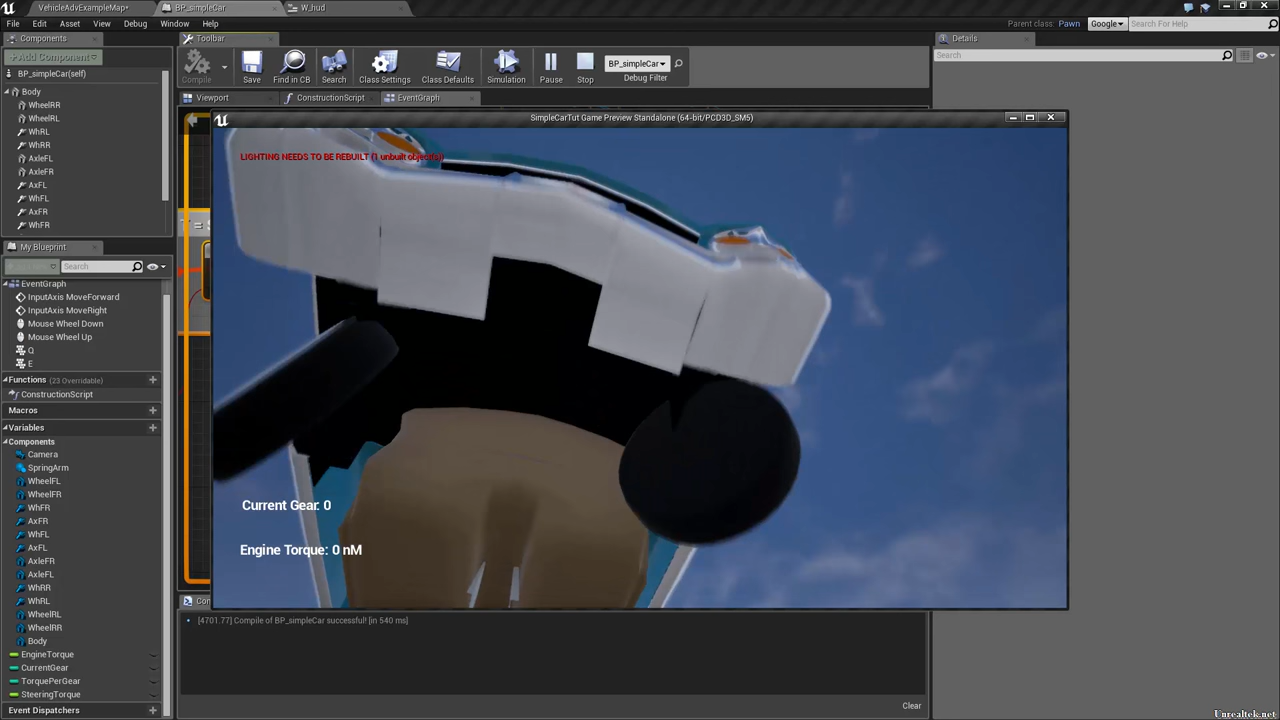 VehicleAdvExampleMap*
BP_simpleCar
W_hud
File Edit Asset View Debug Window Help
Parent class: Pawn
Google
Search For Help
Components
Toolbar
Details
Add Component
BP_simpleCar(self)
Compile
Save
Find in CB
Search
Class Settings
Class Defaults
Simulation
Pause
Stop
BP_simpleCar
Debug Filter
Search
Body
WheelRR
WheelRL
WhRL
WhRR
AxleFL
AxleFR
AxFL
WhFL
AxFR
WhFR
Viewport
ConstructionScript
EventGraph
SimpleCarTut Game Preview Standalone (64-bit/PCD3D_SM5)
LIGHTING NEEDS TO BE REBUILT (1 unbuilt object(s))
Current Gear: 0
Engine Torque: 0 nM
My Blueprint
Search
EventGraph
InputAxis MoveForward
InputAxis MoveRight
Mouse Wheel Down
Mouse Wheel Up
Q
E
Functions (23 Overridable)
ConstructionScript
Macros
Variables
Components
Camera
SpringArm
WheelFL
WheelFR
WhFR
AxFR
WhFL
AxFL
AxleFR
AxleFL
WhRR
WhRL
WheelRL
WheelRR
Body
EngineTorque
CurrentGear
TorquePerGear
SteeringTorque
Event Dispatchers
[4701.77] Compile of BP_simpleCar successful! [in 540 ms]
Clear
Unrealtek.net